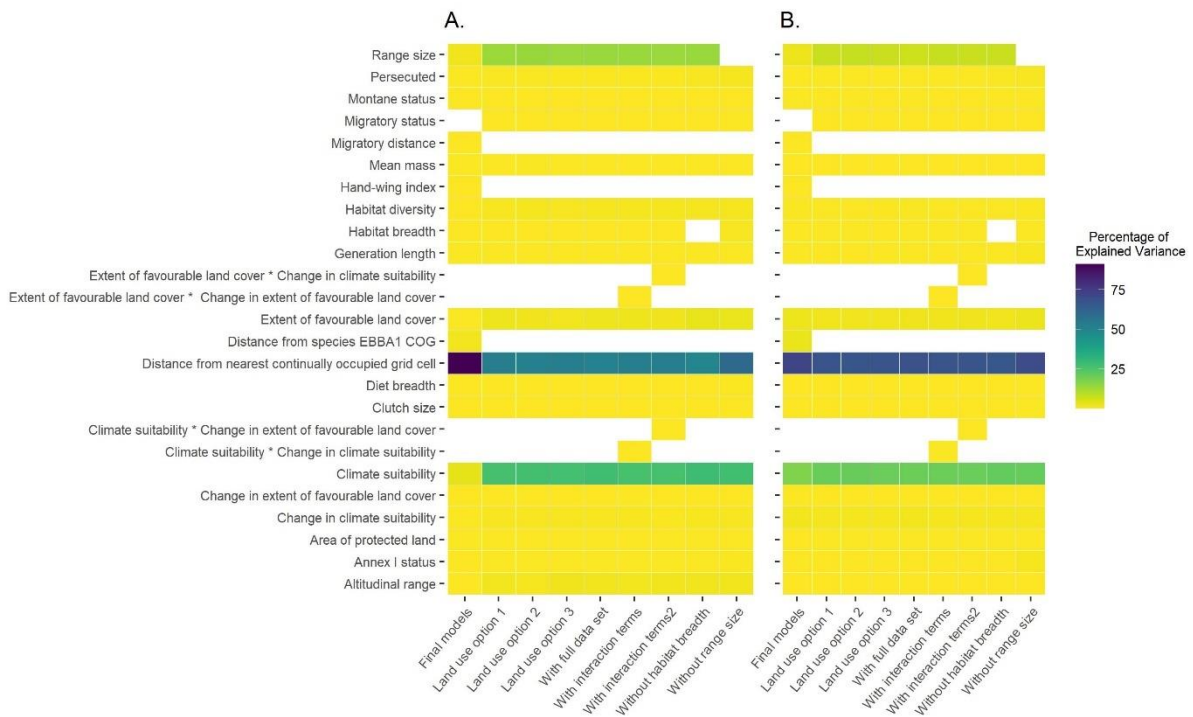 A.
B.
Range size
Persecuted
Montane status
Migratory status
Migratory distance
Mean mass
Hand-wing index
Habitat diversity
Habitat breadth
Generation length
Extent of favourable land cover * Change in climate suitability
Extent of favourable land cover * Change in extent of favourable land cover
Extent of favourable land cover
Distance from species EBBA1 COG
Distance from nearest continually occupied grid cell
Diet breadth
Clutch size
Climate suitability * Change in extent of favourable land cover
Climate suitability * Change in climate suitability
Climate suitability
Change in extent of favourable land cover
Change in climate suitability
Area of protected land
Annex I status
Altitudinal range
Final models
Land use option 1
Land use option 2
Land use option 3
With full data set
With interaction terms
With interaction terms2
Without habitat breadth
Without range size
Final models
Land use option 1
Land use option 2
Land use option 3
With full data set
With interaction terms
With interaction terms2
Without habitat breadth
Without range size
Percentage of
Explained Variance
75
50
25